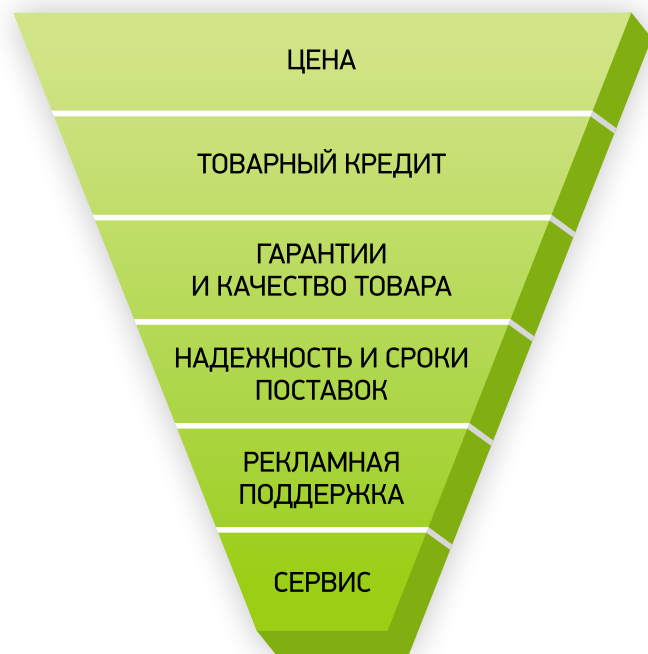 ЦЕНА
ТОВАРНЫЙ КРЕДИТ
ГАРАНТИИ
И КАЧЕСТВО ТОВАРА
НАДЕЖНОСТЬ И СРОКИ
ПОСТАВОК
РЕКЛАМНАЯ
ПОДДЕРЖКА
СЕРВИС